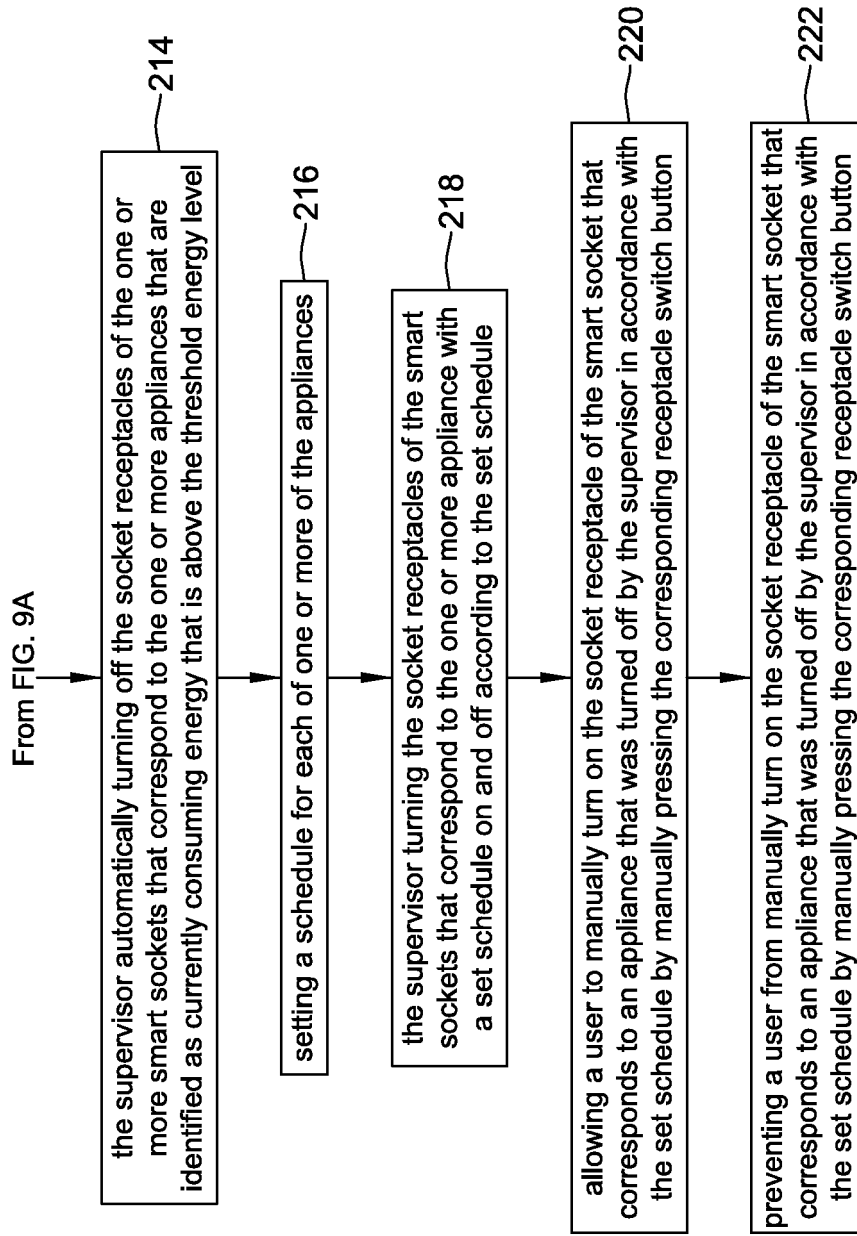 From FIG. 9A
the supervisor automatically turning off the socket receptacles of the one or
more smart sockets that correspond to the one or more appliances that are
identified as currently consuming energy that is above the threshold energy level
214
setting a schedule for each of one or more of the appliances
216
the supervisor turning the socket receptacles of the smart
sockets that correspond to the one or more appliance with
a set schedule on and off according to the set schedule
218
allowing a user to manually turn on the socket receptacle of the smart socket that
corresponds to an appliance that was turned off by the supervisor in accordance with
the set schedule by manually pressing the corresponding receptacle switch button
220
preventing a user from manually turn on the socket receptacle of the smart socket that
corresponds to an appliance that was turned off by the supervisor in accordance with
the set schedule by manually pressing the corresponding receptacle switch button
222